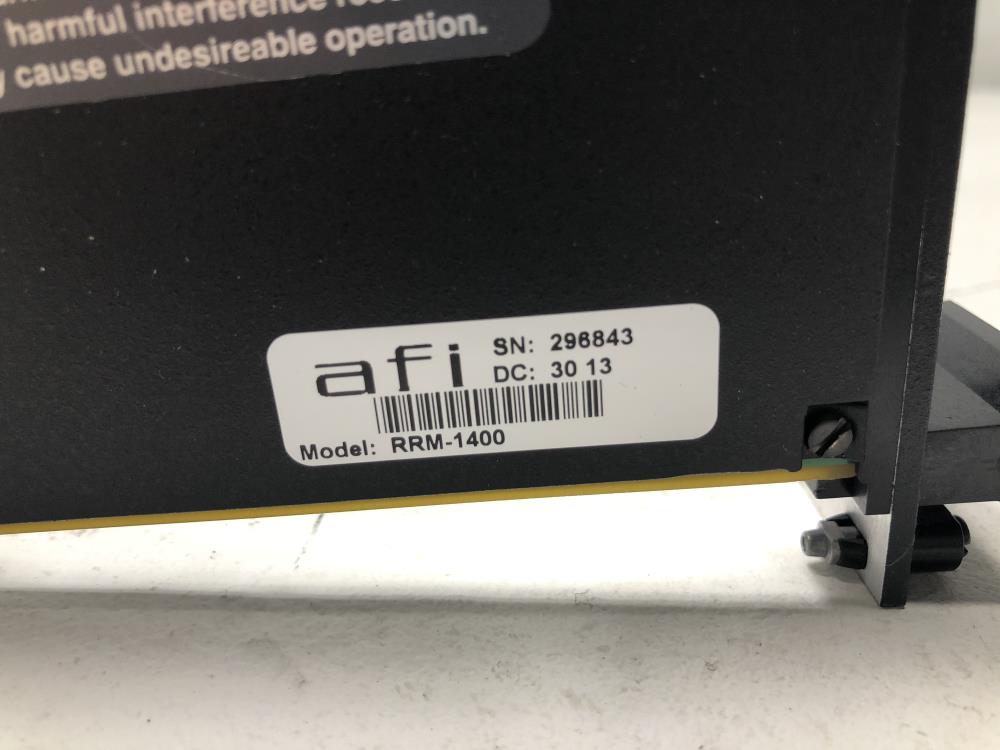 harmful interference
cause undesireable operation.
afi
SN: 296843
DC: 30 13
Model: RRM-1400